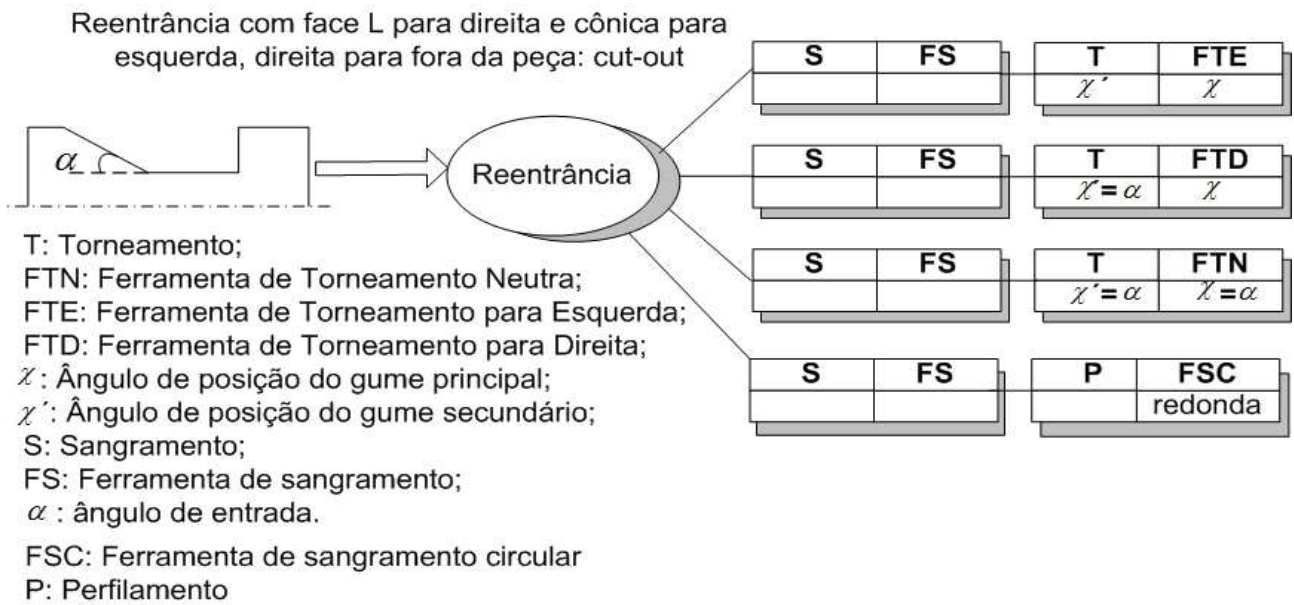 Reentrância com face L para direita e cônica para
esquerda, direita para fora da peça: cut-out
α
Reentrância
S FS T FTE
χ´ χ
S FS T FTD
χ´= α χ
S FS T FTN
χ´= α χ = α
S FS P FSC
redonda
T: Torneamento;
FTN: Ferramenta de Torneamento Neutra;
FTE: Ferramenta de Torneamento para Esquerda;
FTD: Ferramenta de Torneamento para Direita;
χ : Ângulo de posição do gume principal;
χ´: Ângulo de posição do gume secundário;
S: Sangramento;
FS: Ferramenta de sangramento;
α : ângulo de entrada.
FSC: Ferramenta de sangramento circular
P: Perfilamento